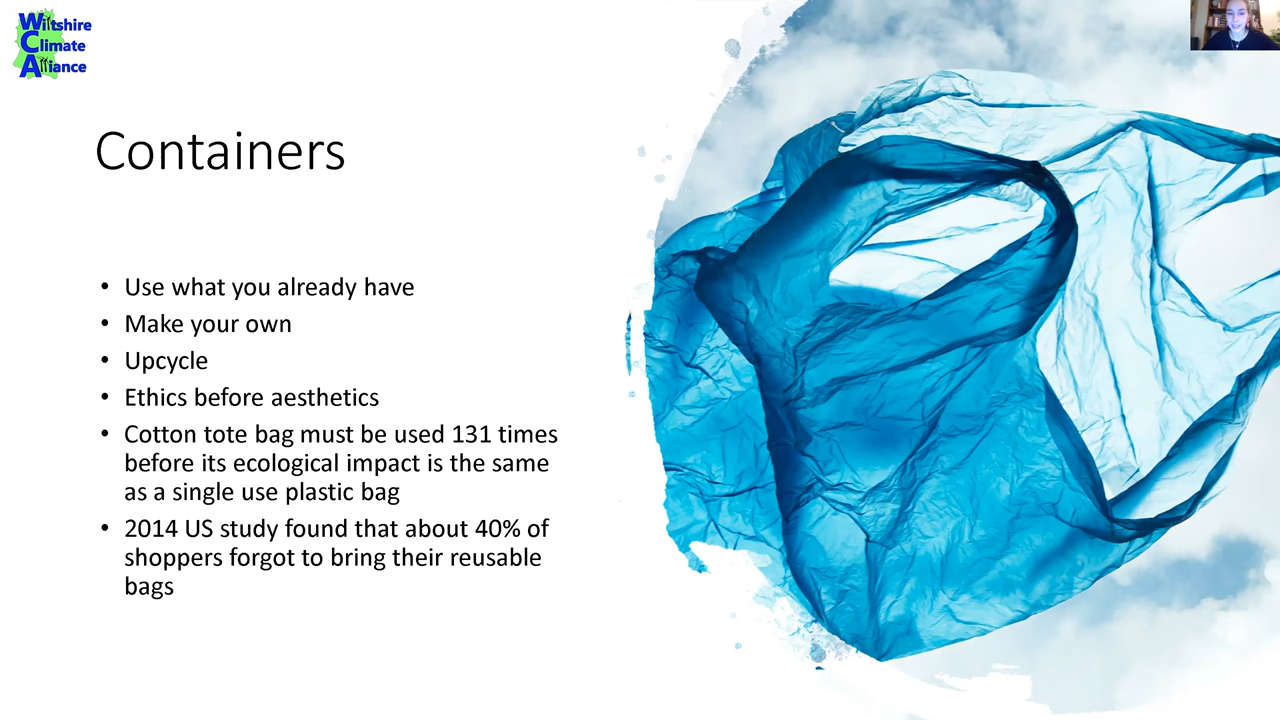 Wiltshire
Climate
Alliance
Containers
• Use what you already have
• Make your own
• Upcycle
• Ethics before aesthetics
• Cotton tote bag must be used 131 times
before its ecological impact is the same
as a single use plastic bag
• 2014 US study found that about 40% of
shoppers forgot to bring their reusable
bags